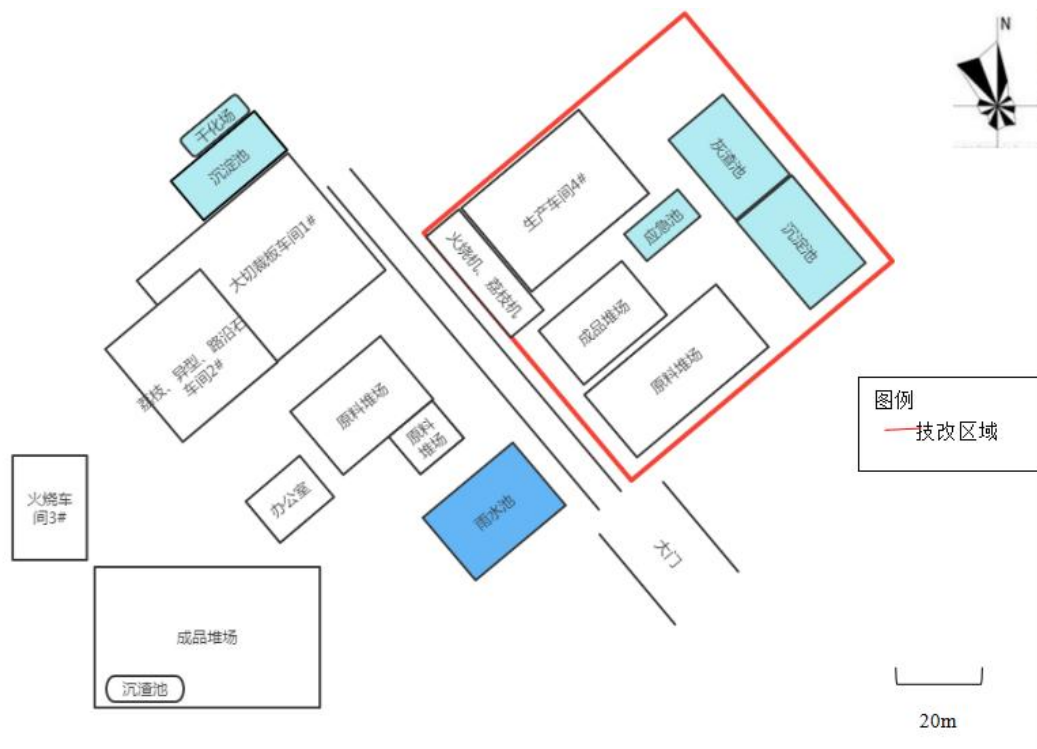 N
干化场
沉淀池
大切裁板车间1#
荔枝、异型、路沿石
车间2#
生产车间4#
火烧机、荔枝机
灰渣池
应急池
沉淀池
成品堆场
原料堆场
图例
技改区域
原料堆场
原料
堆场
办公室
雨水池
大门
火烧车
间3#
成品堆场
沉渣池
20m